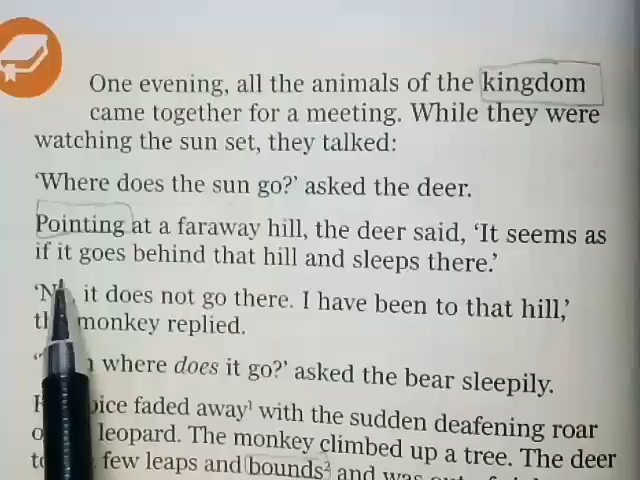 One evening, all the animals of the kingdom
came together for a meeting. While they were
watching the sun set, they talked:
‘Where does the sun go?’ asked the deer.
Pointing at a faraway hill, the deer said, ‘It seems as
if it goes behind that hill and sleeps there.’
it does not go there. I have been to that hill,’
monkey replied.
where does it go?’ asked the bear sleepily.
faded away¹ with the sudden deafening roar
leopard. The monkey climbed up a tree. The deer
few leaps and bounds² and was